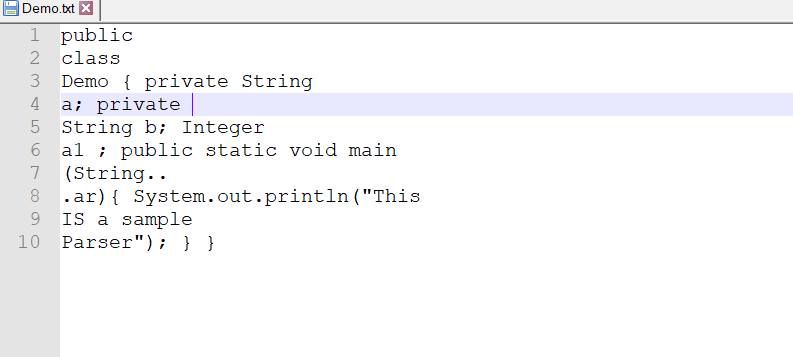 Demo.txt
1 public
2 class
3 Demo { private String
4 a; private
5 String b; Integer
6 a1 ; public static void main
7 (String..
8 .ar){ System.out.println("This
9 IS a sample
10 Parser"); } }